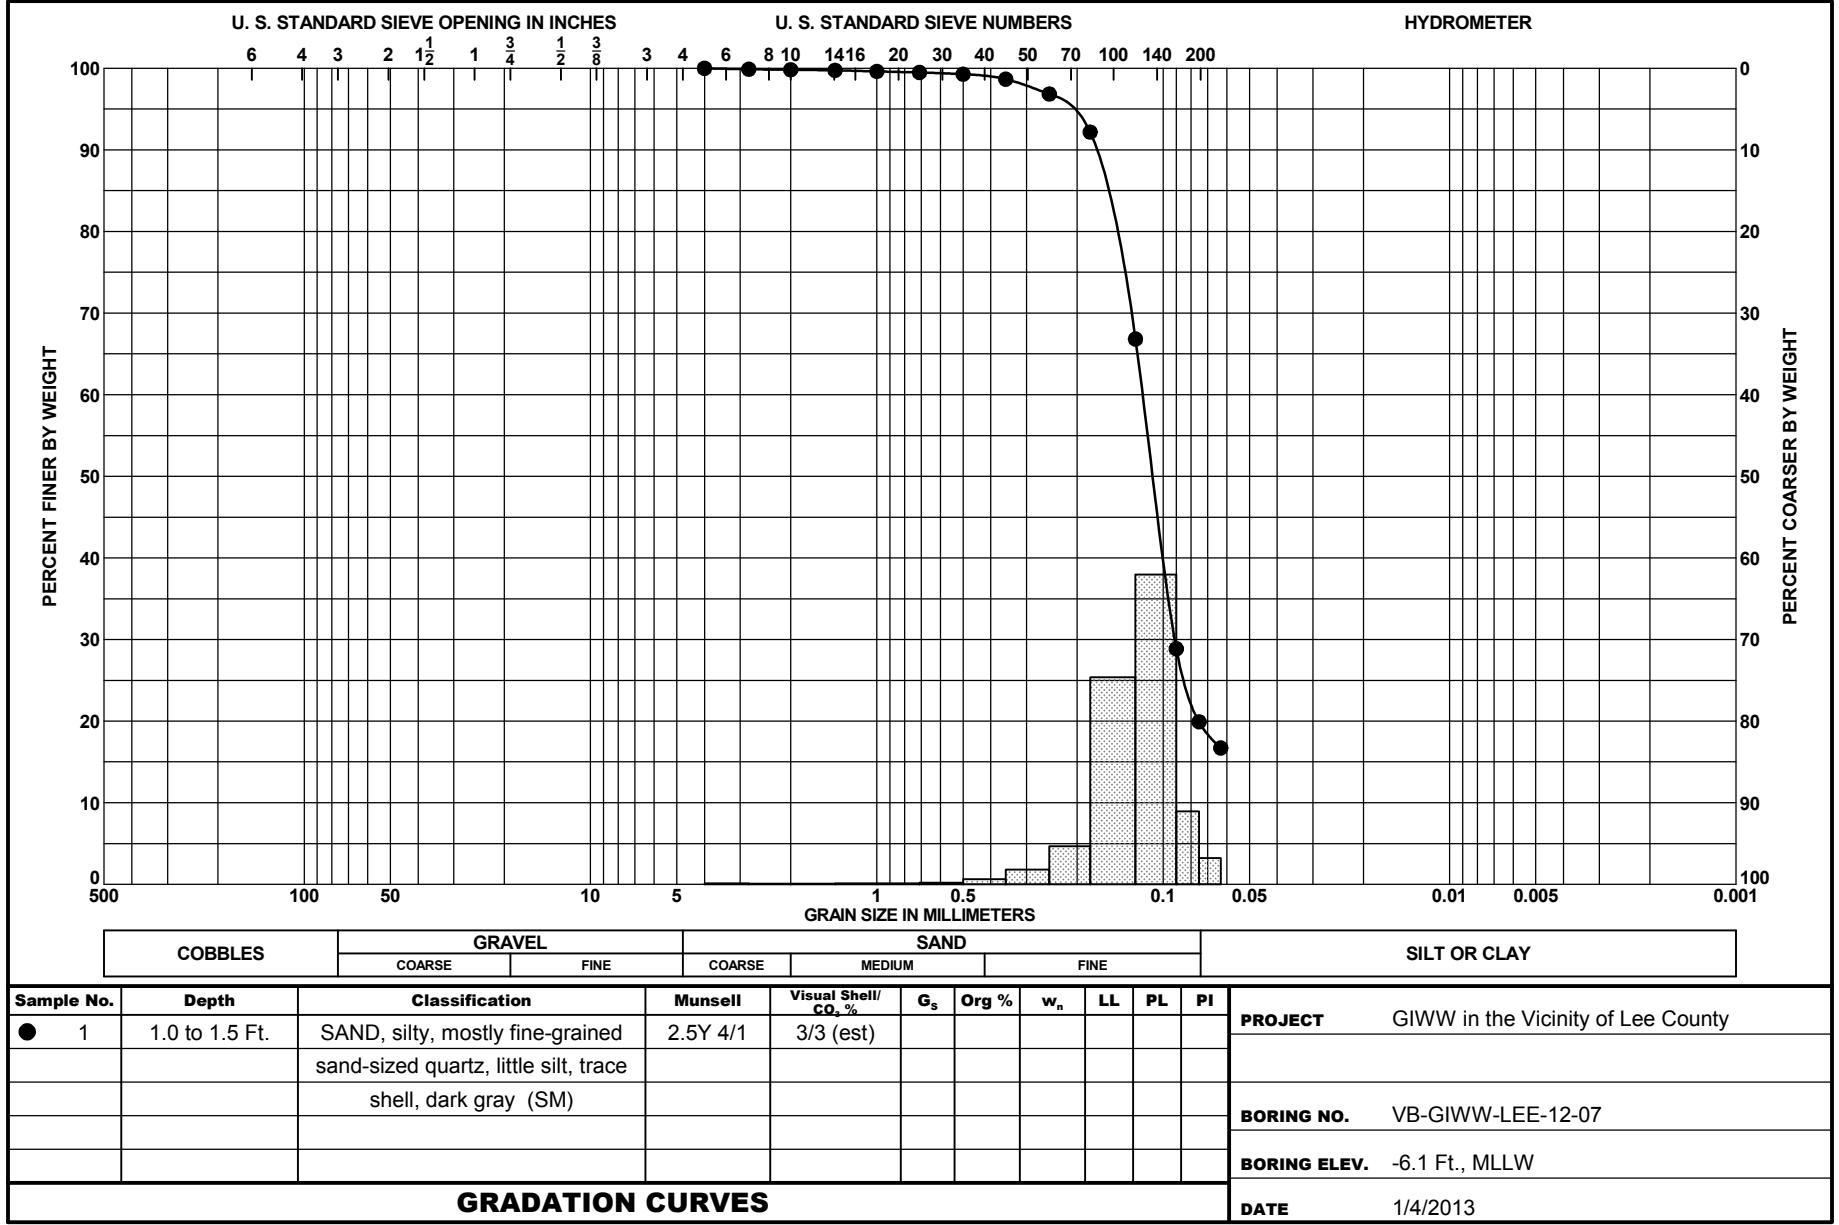 U. S. STANDARD SIEVE OPENING IN INCHES U. S. STANDARD SIEVE NUMBERS HYDROMETER
6 4 3 2 1 1/2 1 3/4 1/2 3/8 3 4 6 8 10 14 16 20 30 40 50 70 100 140 200
100 0
90 10
80 20
70 30
60 40
50 50
40 60
30 70
20 80
10 90
0 100
PERCENT FINER BY WEIGHT
PERCENT COARSER BY WEIGHT
500 100 50 10 5 1 0.5 0.1 0.05 0.01 0.005 0.001
GRAIN SIZE IN MILLIMETERS
COBBLES GRAVEL SAND SILT OR CLAY
COARSE FINE COARSE MEDIUM FINE
Sample No. Depth Classification Munsell Visual Shell/ CO₃ % Gs Org % wn LL PL PI
1 1.0 to 1.5 Ft. SAND, silty, mostly fine-grained 2.5Y 4/1 3/3 (est)
sand-sized quartz, little silt, trace
shell, dark gray (SM)
PROJECT GIWW in the Vicinity of Lee County
BORING NO. VB-GIWW-LEE-12-07
BORING ELEV. -6.1 Ft., MLLW
DATE 1/4/2013
GRADATION CURVES